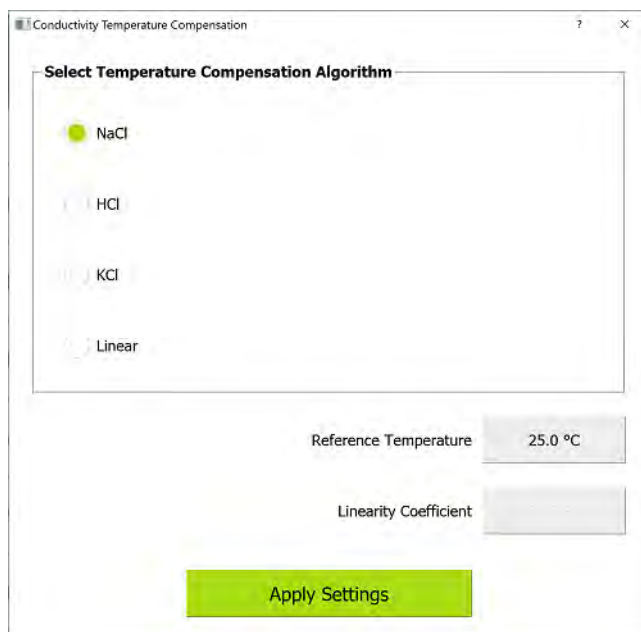 Conductivity Temperature Compensation ? ×
Select Temperature Compensation Algorithm
NaCl
HCl
KCl
Linear
Reference Temperature 25.0 ºC
Linearity Coefficient
Apply Settings